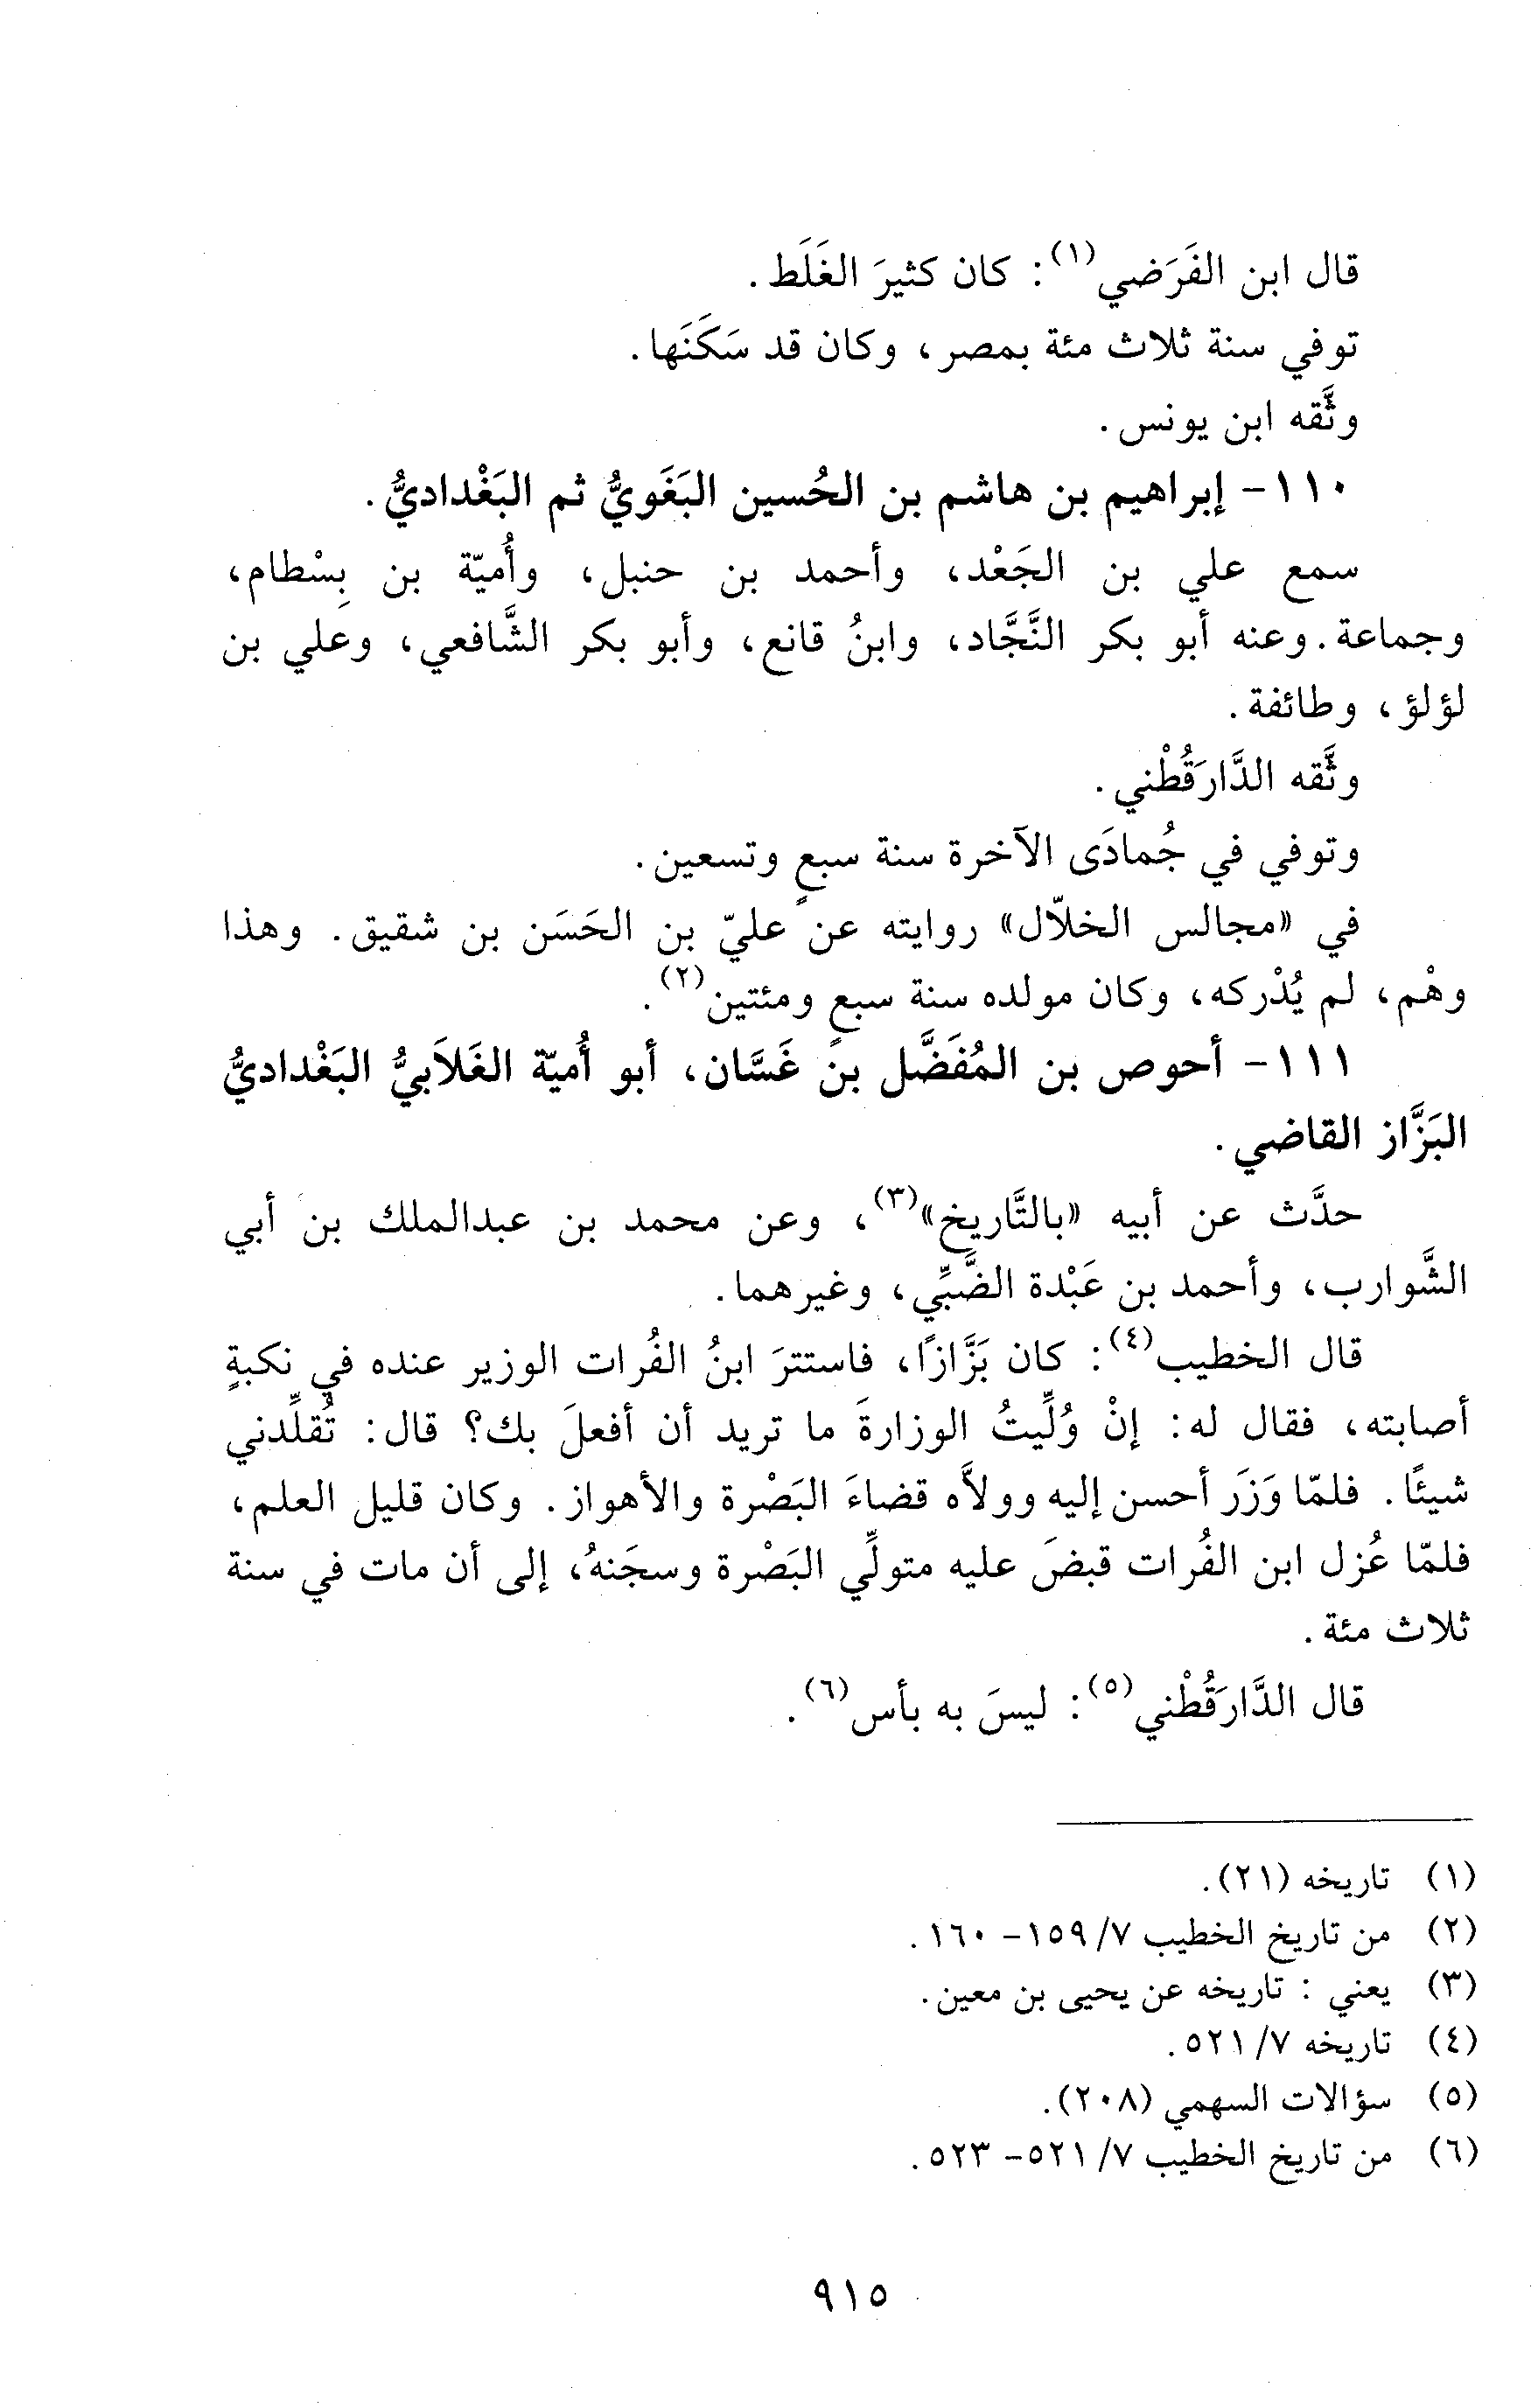 قال ابن الفَرَضي(١): كان كثيرَ الغَلَط.
توفي سنة ثلاث مئة بمصر، وكان قد سَكَنَها.
وثَّقه ابن يونس.
١١٠- إبراهيم بن هاشم بن الحُسين البَغَويُّ ثم البَغْداديُّ.
سمع علي بن الجَعْد، وأحمد بن حنبل، وأُميّة بن بِسْطام،
وجماعة. وعنه أبو بكر النَّجَّاد، وابنُ قانع، وأبو بكر الشَّافعي، وعلي بن
لؤلؤ، وطائفة.
وثَّقه الدَّارَقُطْني.
وتوفي في جُمادَى الآخرة سنة سبعٍ وتسعين.
في «مجالس الخلاّل» روايته عن عليّ بن الحَسَن بن شقيق. وهذا
وهْم، لم يُدْركه، وكان مولده سنة سبعٍ ومئتين(٢).
١١١- أحوص بن المُفَضَّل بن غَسَّان، أبو أُميّة الغَلاَبيُّ البَغْداديُّ
البَزَّاز القاضي.
حدَّث عن أبيه «بالتَّاريخ»(٣)، وعن محمد بن عبدالملك بن أبي
الشَّوارب، وأحمد بن عَبْدة الضَّبِّي، وغيرهما.
قال الخطيب(٤): كان بَزَّازًا، فاستترَ ابنُ الفُرات الوزير عنده في نكبةٍ
أصابته، فقال له: إنْ وُلِّيتُ الوزارةَ ما تريد أن أفعلَ بك؟ قال: تُقلِّدني
شيئًا. فلمّا وَزَرَ أحسن إليه وولاَّه قضاءَ البَصْرة والأهواز. وكان قليل العلم،
فلمّا عُزل ابن الفُرات قبضَ عليه متولِّي البَصْرة وسجَنهُ، إلى أن مات في سنة
ثلاث مئة.
قال الدَّارَقُطْني(٥): ليسَ به بأس(٦).
(١) تاريخه (٢١).
(٢) من تاريخ الخطيب ٧/ ١٥٩- ١٦٠.
(٣) يعني : تاريخه عن يحيى بن معين.
(٤) تاريخه ٧/ ٥٢١.
(٥) سؤالات السهمي (٢٠٨).
(٦) من تاريخ الخطيب ٧/ ٥٢١- ٥٢٣.
٩١٥